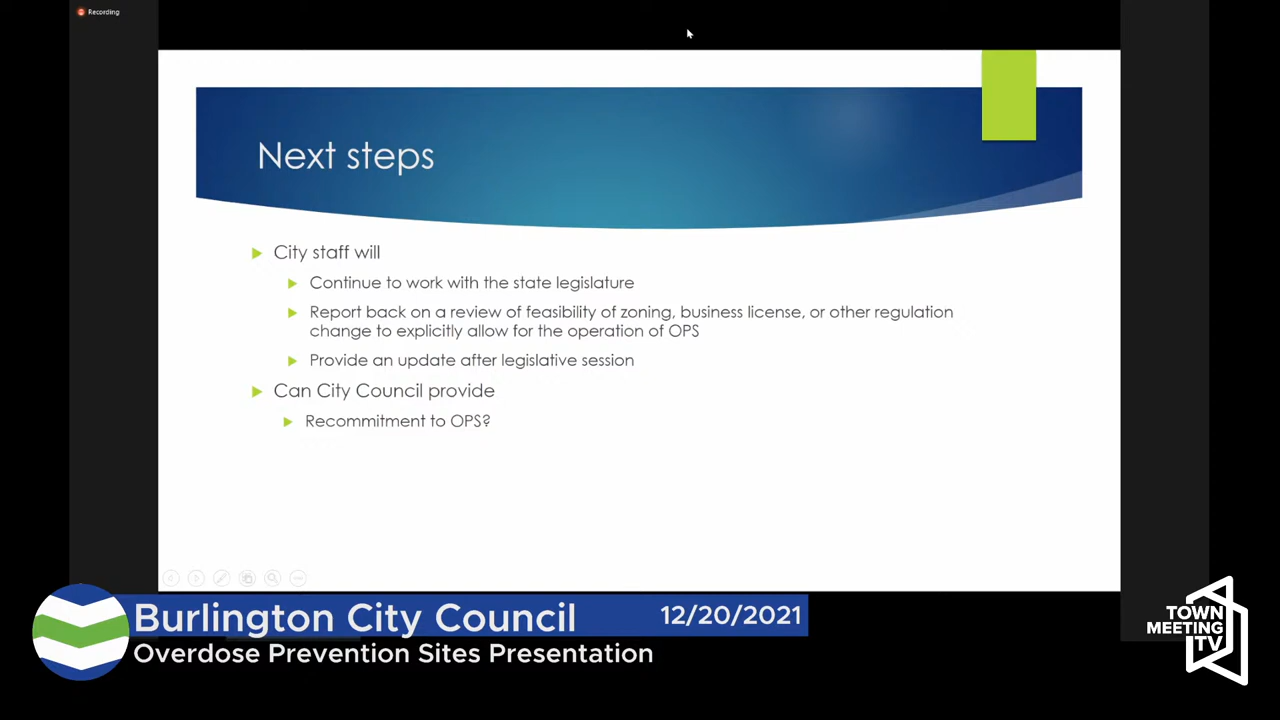 Recording
Next steps
City staff will
Continue to work with the state legislature
Report back on a review of feasibility of zoning, business license, or other regulation
change to explicitly allow for the operation of OPS
Provide an update after legislative session
Can City Council provide
Recommitment to OPS?
Burlington City Council 12/20/2021
Overdose Prevention Sites Presentation
TOWN
MEETING
TV